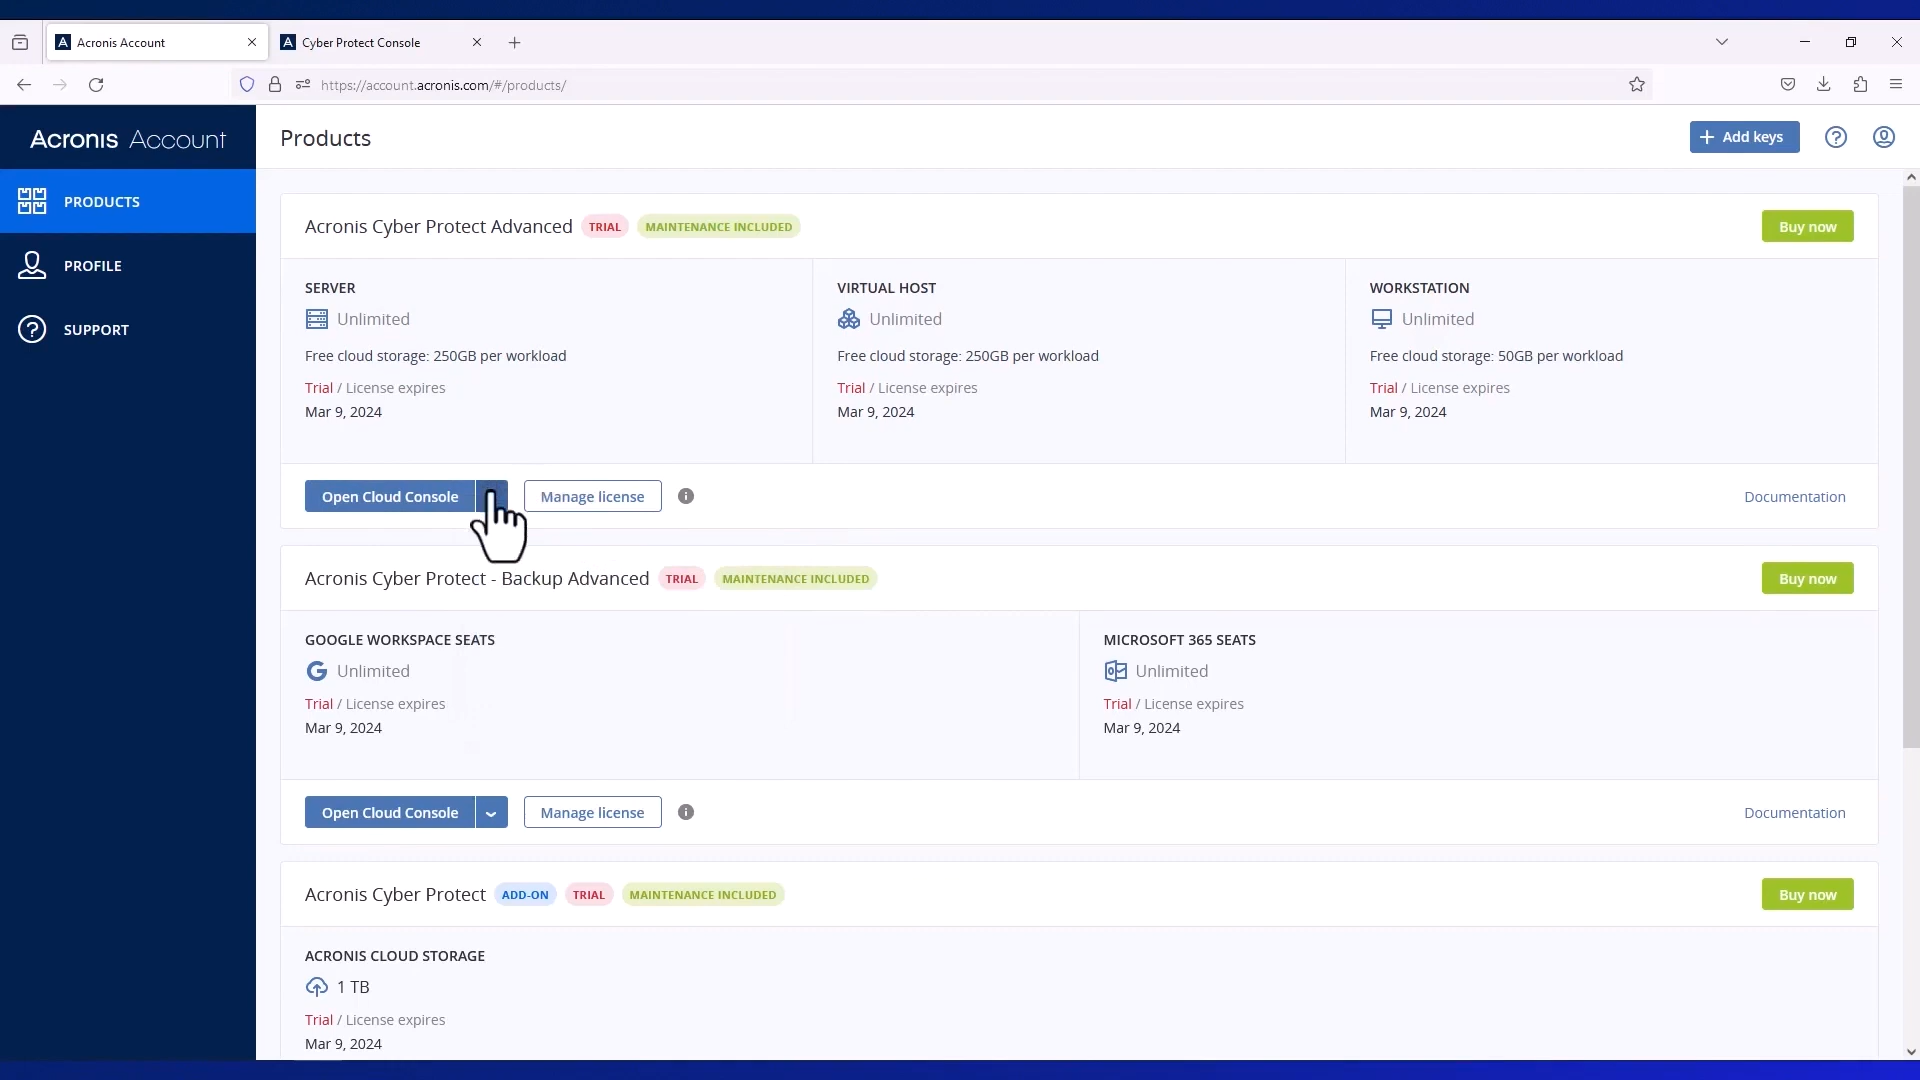 Acronis Account
Cyber Protect Console
https://account.acronis.com/#/products/
Acronis Account
Products
Add keys
PRODUCTS
PROFILE
SUPPORT
Acronis Cyber Protect Advanced TRIAL MAINTENANCE INCLUDED Buy now
SERVER
Unlimited
Free cloud storage: 250GB per workload
Trial / License expires
Mar 9, 2024
VIRTUAL HOST
Unlimited
Free cloud storage: 250GB per workload
Trial / License expires
Mar 9, 2024
WORKSTATION
Unlimited
Free cloud storage: 50GB per workload
Trial / License expires
Mar 9, 2024
Open Cloud Console Manage license Documentation
Acronis Cyber Protect - Backup Advanced TRIAL MAINTENANCE INCLUDED Buy now
GOOGLE WORKSPACE SEATS
Unlimited
Trial / License expires
Mar 9, 2024
MICROSOFT 365 SEATS
Unlimited
Trial / License expires
Mar 9, 2024
Open Cloud Console Manage license Documentation
Acronis Cyber Protect ADD-ON TRIAL MAINTENANCE INCLUDED Buy now
ACRONIS CLOUD STORAGE
1 TB
Trial / License expires
Mar 9, 2024